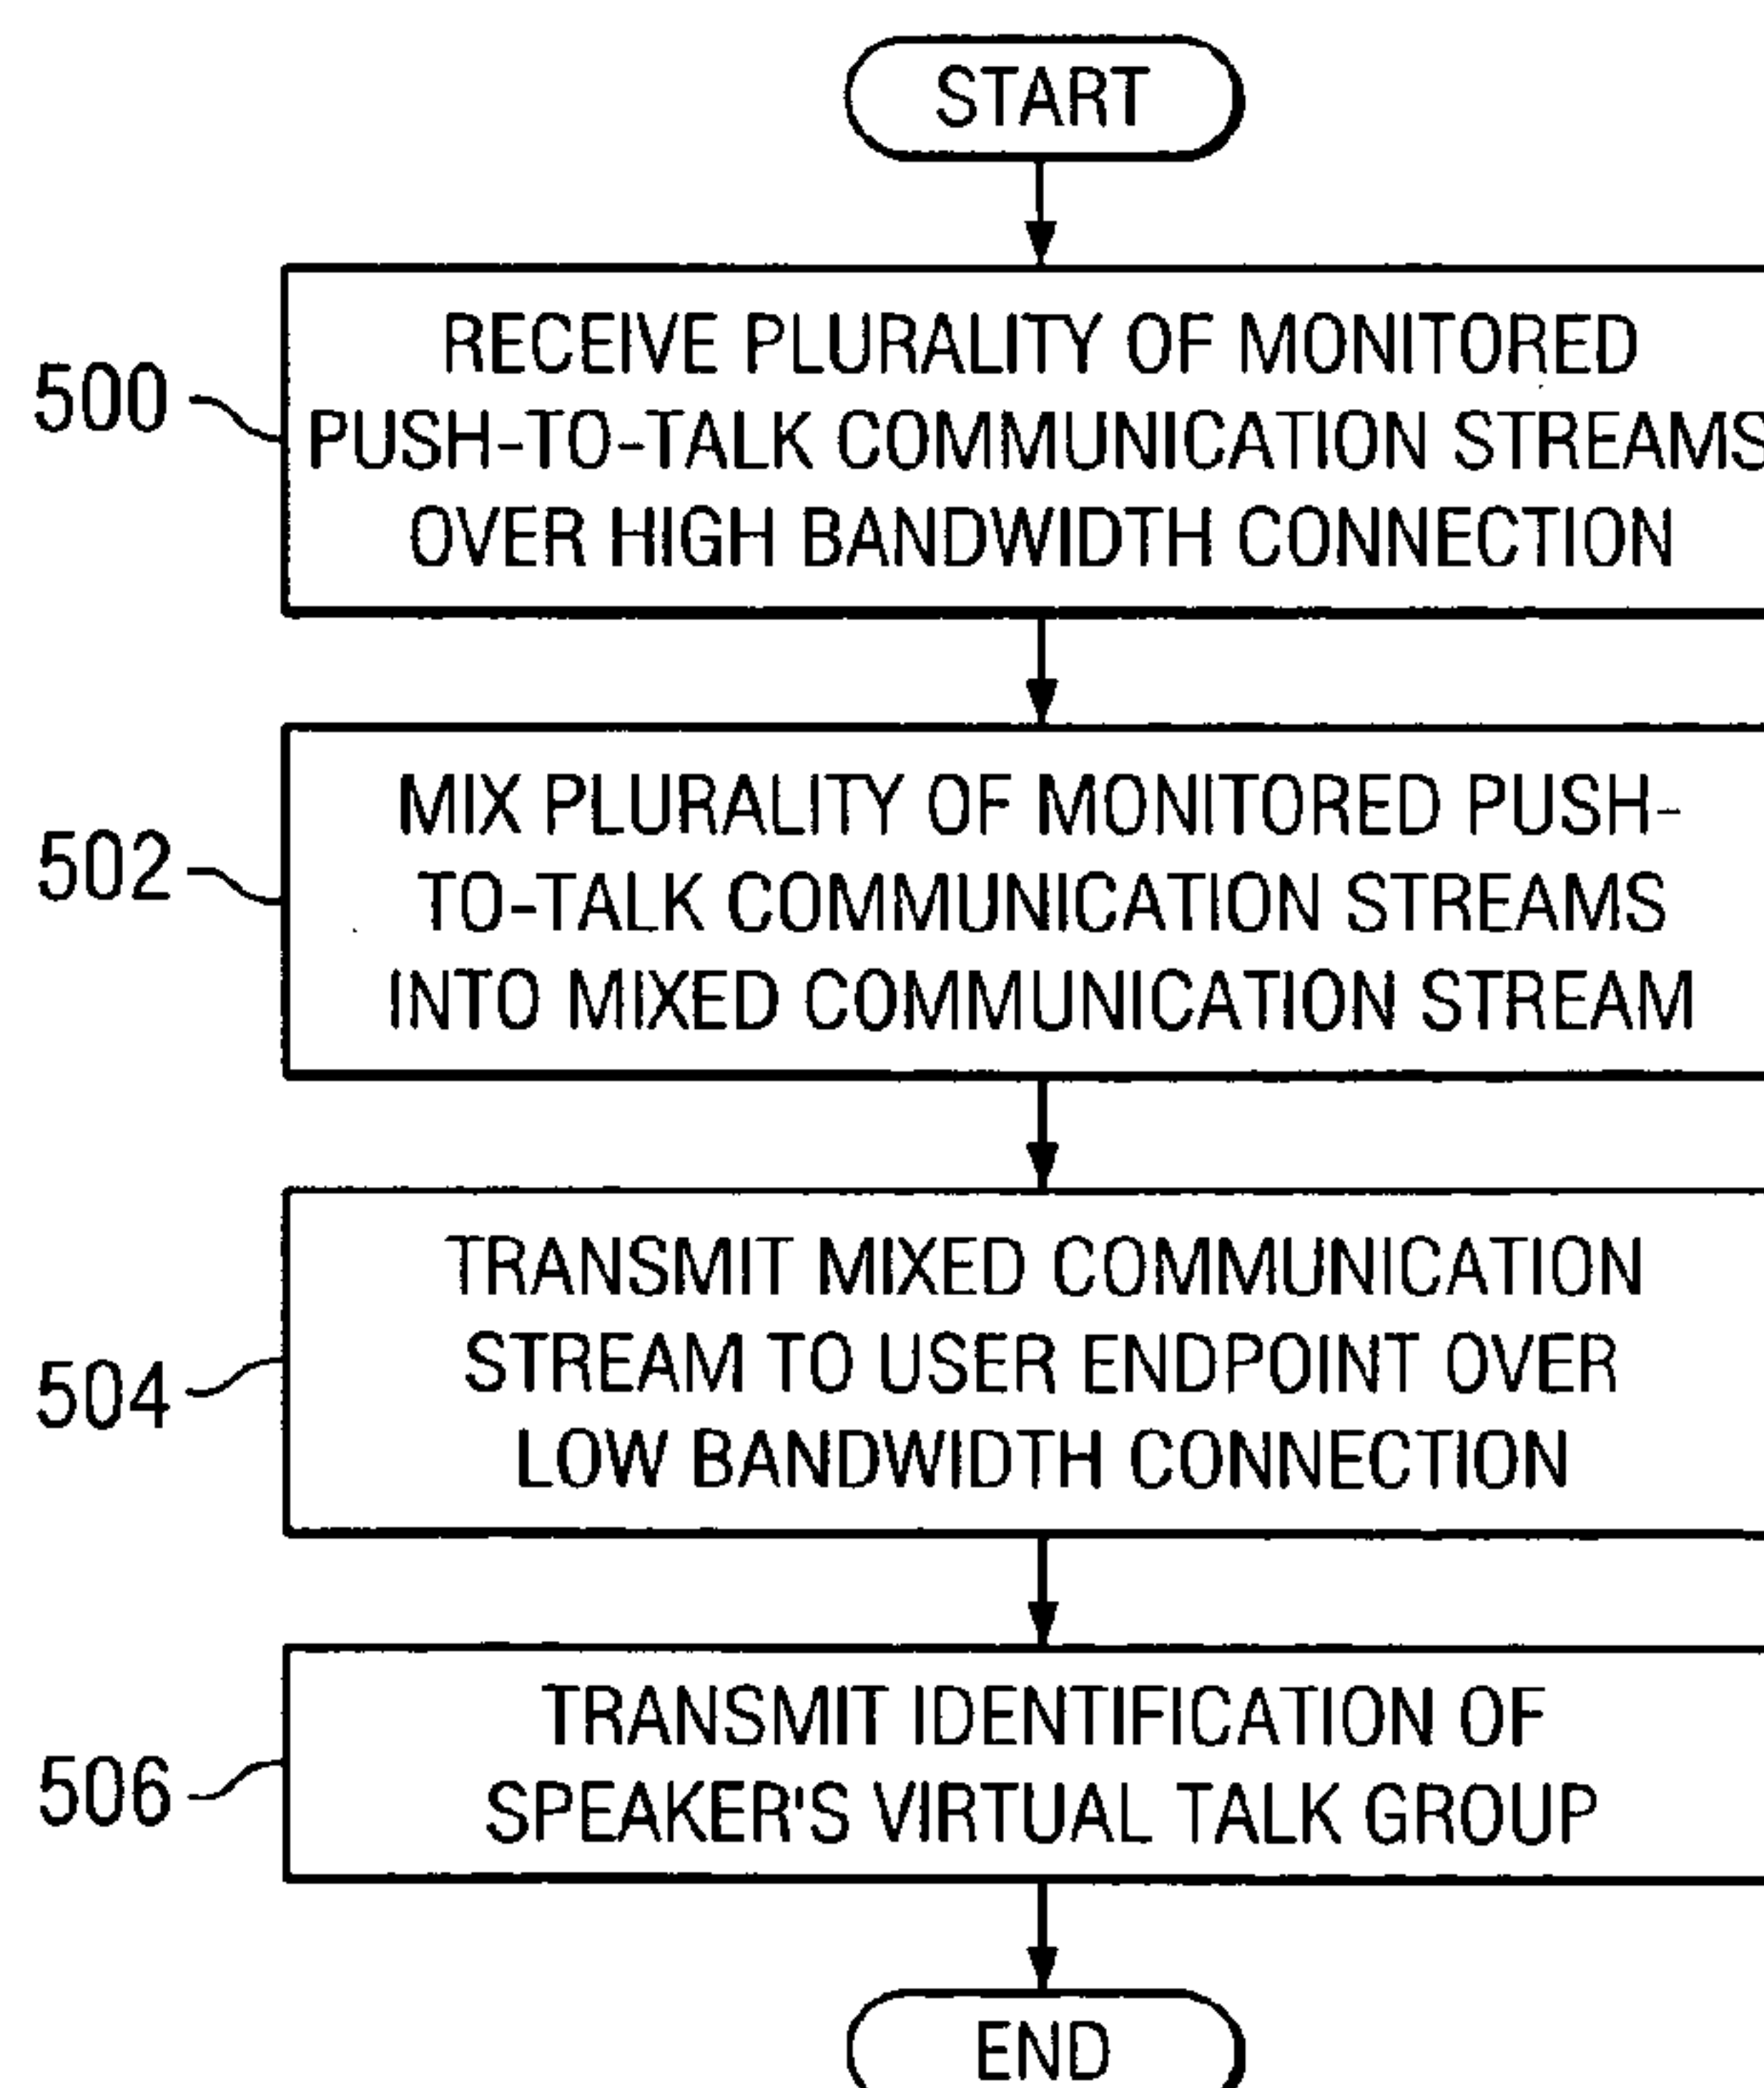 START
500
RECEIVE PLURALITY OF MONITORED
PUSH-TO-TALK COMMUNICATION STREAMS
OVER HIGH BANDWIDTH CONNECTION
502
MIX PLURALITY OF MONITORED PUSH-
TO-TALK COMMUNICATION STREAMS
INTO MIXED COMMUNICATION STREAM
504
TRANSMIT MIXED COMMUNICATION
STREAM TO USER ENDPOINT OVER
LOW BANDWIDTH CONNECTION
506
TRANSMIT IDENTIFICATION OF
SPEAKER'S VIRTUAL TALK GROUP
END